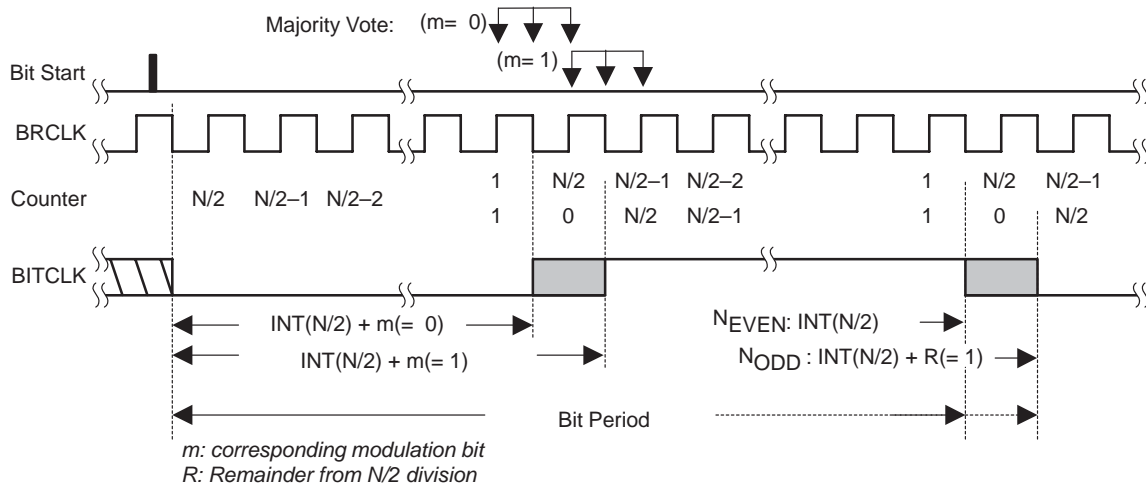 Majority Vote: (m= 0)
(m= 1)
Bit Start
BRCLK
Counter
N/2 N/2–1 N/2–2 1 N/2 N/2–1 N/2–2 1 N/2 N/2–1
1 0 N/2 N/2–1 1 0 N/2
BITCLK
INT(N/2) + m(= 0) NEVEN: INT(N/2)
INT(N/2) + m(= 1) NODD : INT(N/2) + R(= 1)
Bit Period
m: corresponding modulation bit
R: Remainder from N/2 division